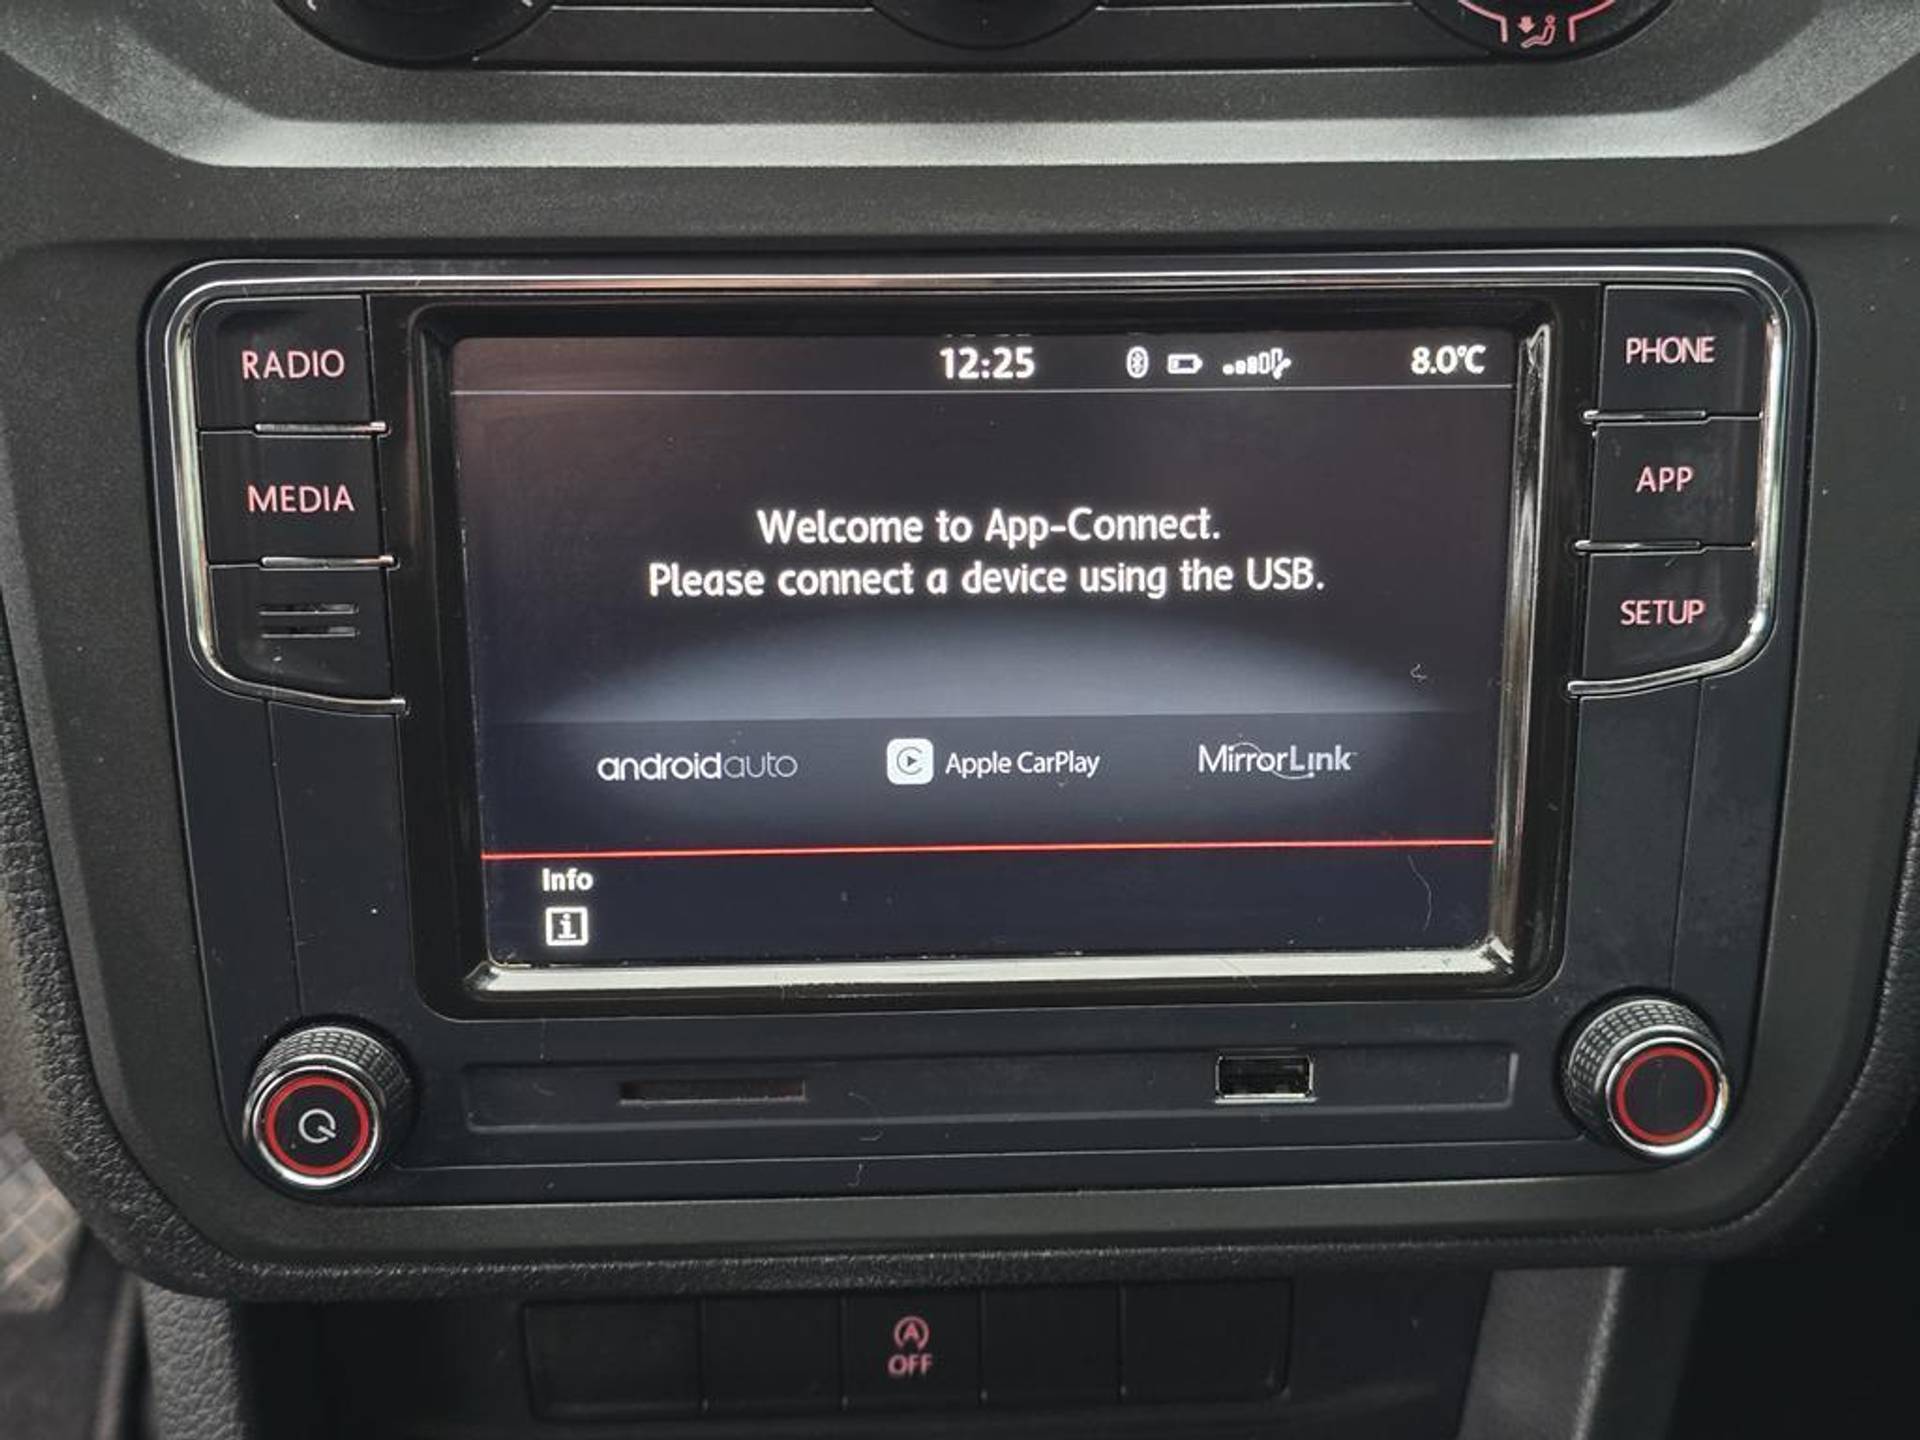 RADIO
MEDIA
12:25
8.0°C
Welcome to App-Connect.
Please connect a device using the USB.
androidauto
Apple CarPlay
MirrorLink
Info
i
PHONE
APP
SETUP
A
OFF